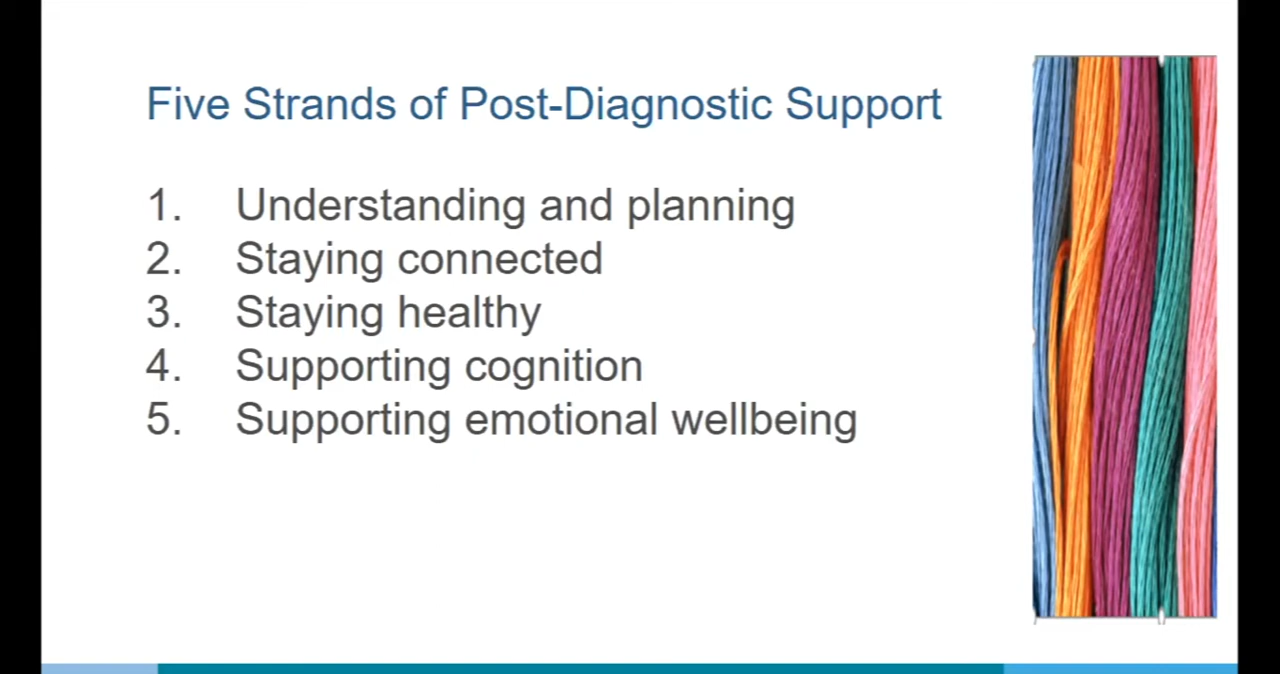 Five Strands of Post-Diagnostic Support
1. Understanding and planning
2. Staying connected
3. Staying healthy
4. Supporting cognition
5. Supporting emotional wellbeing